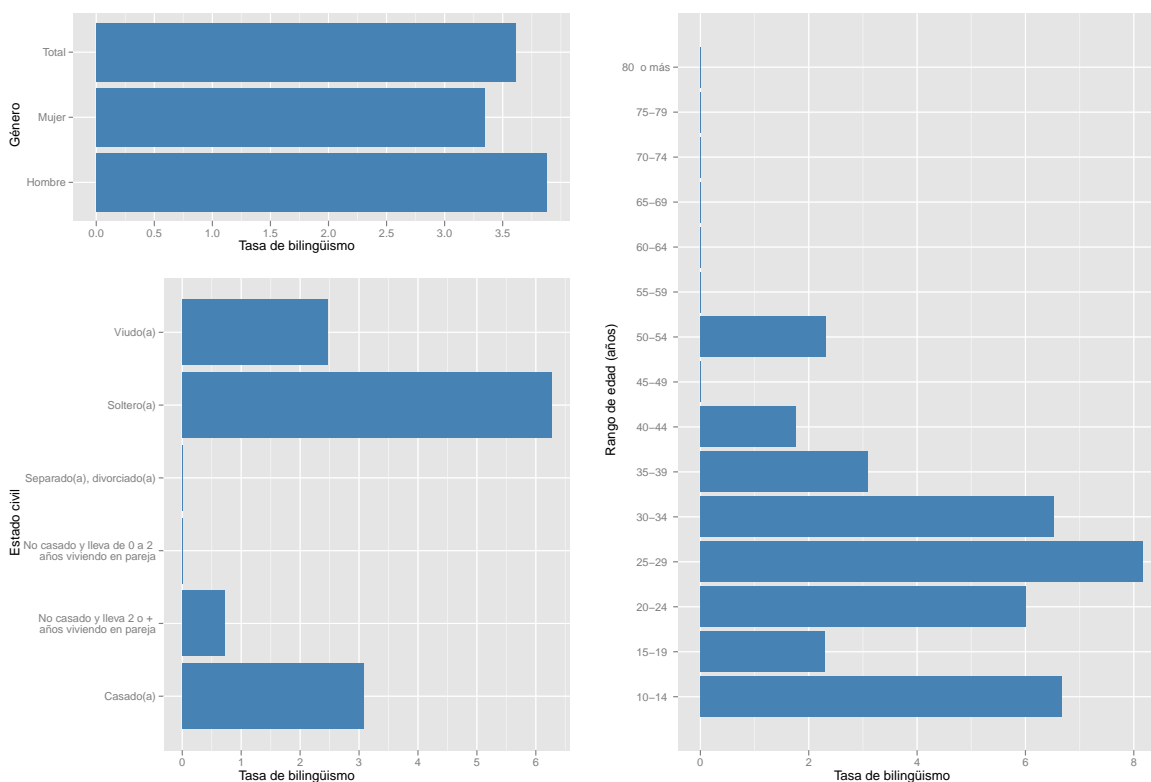 Género
Total
Mujer
Hombre
0.0 0.5 1.0 1.5 2.0 2.5 3.0 3.5
Tasa de bilingüismo
Estado civil
Viudo(a)
Soltero(a)
Separado(a), divorciado(a)
No casado y lleva de 0 a 2
años viviendo en pareja
No casado y lleva 2 o +
años viviendo en pareja
Casado(a)
0 1 2 3 4 5 6
Tasa de bilingüismo
Rango de edad (años)
80 o más
75−79
70−74
65−69
60−64
55−59
50−54
45−49
40−44
35−39
30−34
25−29
20−24
15−19
10−14
0 2 4 6 8
Tasa de bilingüismo